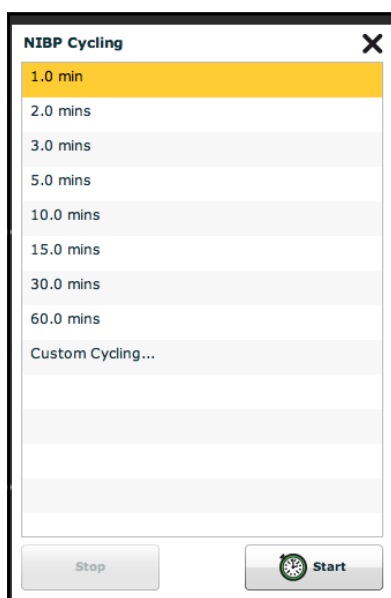 NIBP Cycling
1.0 min
2.0 mins
3.0 mins
5.0 mins
10.0 mins
15.0 mins
30.0 mins
60.0 mins
Custom Cycling...
Stop
Start